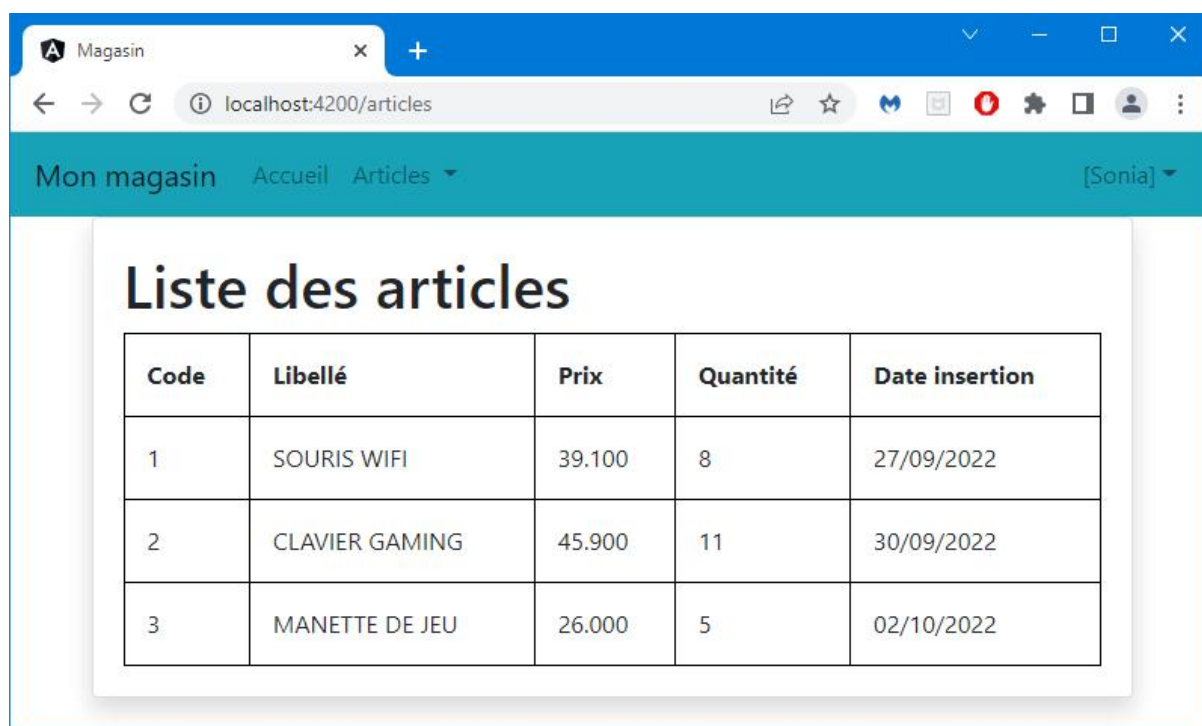 Magasin
localhost:4200/articles
Mon magasin Accueil Articles [Sonia]
Liste des articles
Code Libellé Prix Quantité Date insertion
1 SOURIS WIFI 39.100 8 27/09/2022
2 CLAVIER GAMING 45.900 11 30/09/2022
3 MANETTE DE JEU 26.000 5 02/10/2022